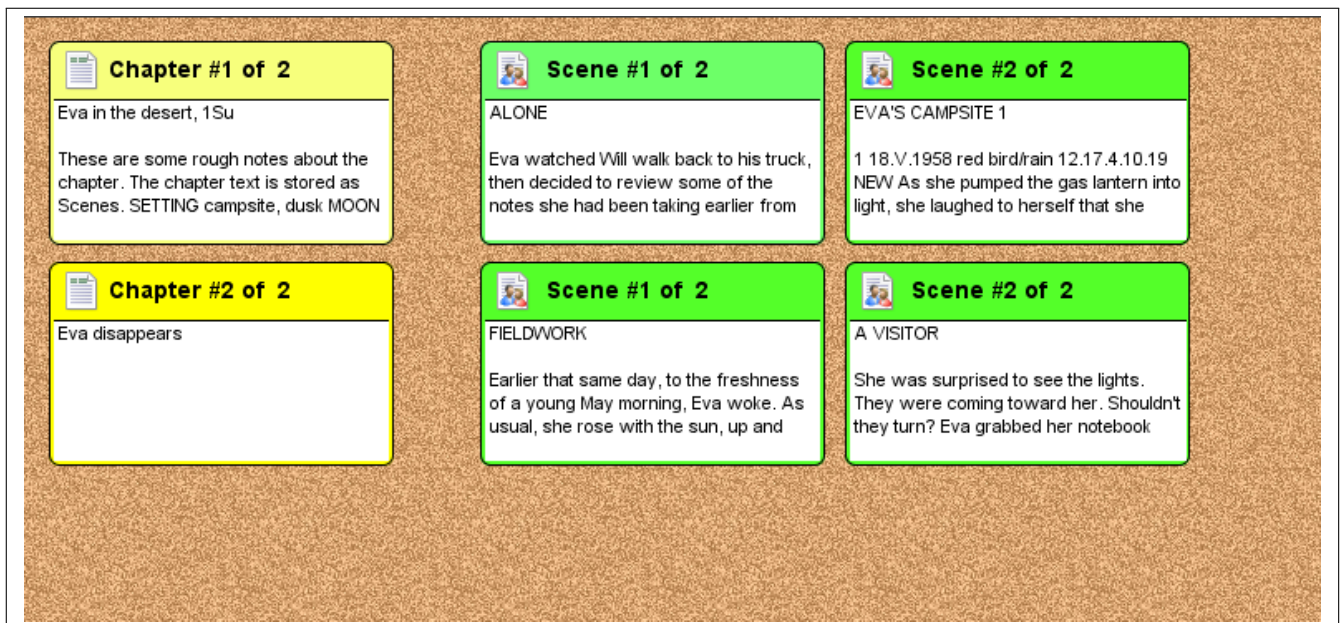 Chapter #1 of 2
Eva in the desert, 1Su
These are some rough notes about the
chapter. The chapter text is stored as
Scenes. SETTING campsite, dusk MOON
Scene #1 of 2
ALONE
Eva watched Will walk back to his truck,
then decided to review some of the
notes she had been taking earlier from
Scene #2 of 2
EVA'S CAMPSITE 1
1 18.V.1958 red bird/rain 12.17.4.10.19
NEW As she pumped the gas lantern into
light, she laughed to herself that she
Chapter #2 of 2
Eva disappears
Scene #1 of 2
FIELDWORK
Earlier that same day, to the freshness
of a young May morning, Eva woke. As
usual, she rose with the sun, up and
Scene #2 of 2
A VISITOR
She was surprised to see the lights.
They were coming toward her. Shouldn't
they turn? Eva grabbed her notebook